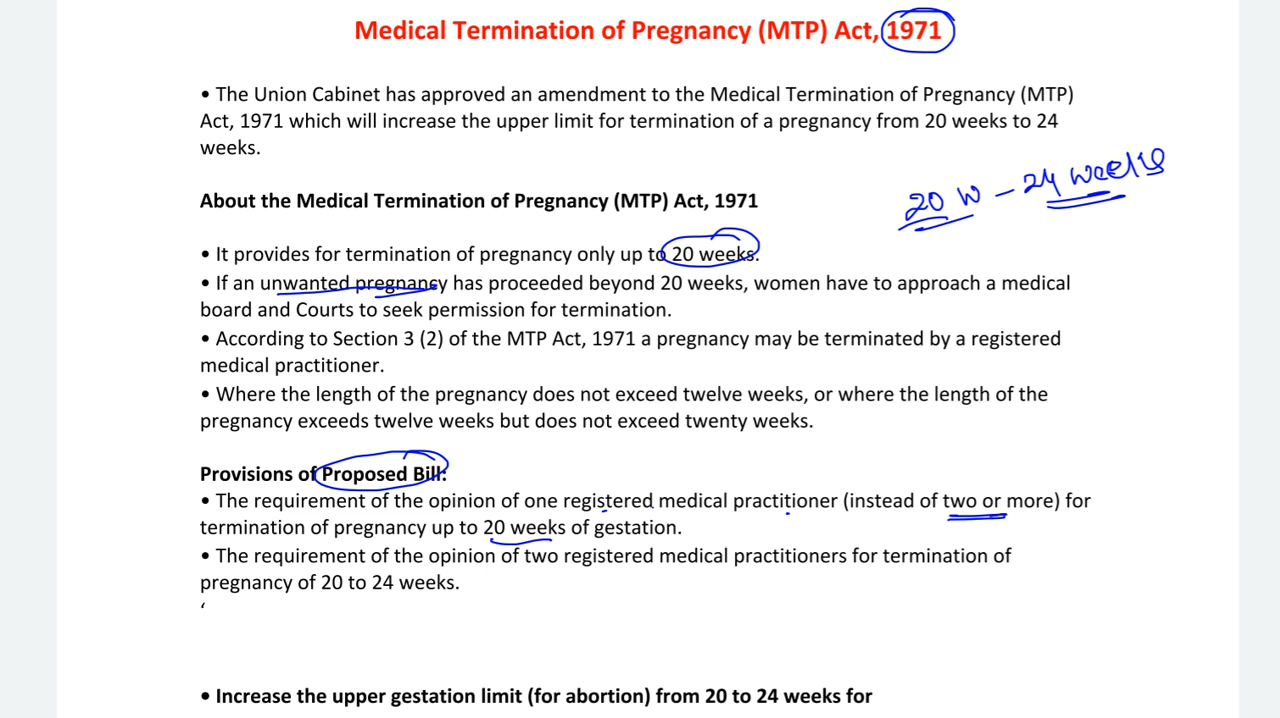 Medical Termination of Pregnancy (MTP) Act, 1971
• The Union Cabinet has approved an amendment to the Medical Termination of Pregnancy (MTP)
Act, 1971 which will increase the upper limit for termination of a pregnancy from 20 weeks to 24
weeks.
20 W - 24 weeks
About the Medical Termination of Pregnancy (MTP) Act, 1971
• It provides for termination of pregnancy only up to 20 weeks.
• If an unwanted pregnancy has proceeded beyond 20 weeks, women have to approach a medical
board and Courts to seek permission for termination.
• According to Section 3 (2) of the MTP Act, 1971 a pregnancy may be terminated by a registered
medical practitioner.
• Where the length of the pregnancy does not exceed twelve weeks, or where the length of the
pregnancy exceeds twelve weeks but does not exceed twenty weeks.
Provisions of Proposed Bill:
• The requirement of the opinion of one registered medical practitioner (instead of two or more) for
termination of pregnancy up to 20 weeks of gestation.
• The requirement of the opinion of two registered medical practitioners for termination of
pregnancy of 20 to 24 weeks.
‘
• Increase the upper gestation limit (for abortion) from 20 to 24 weeks for